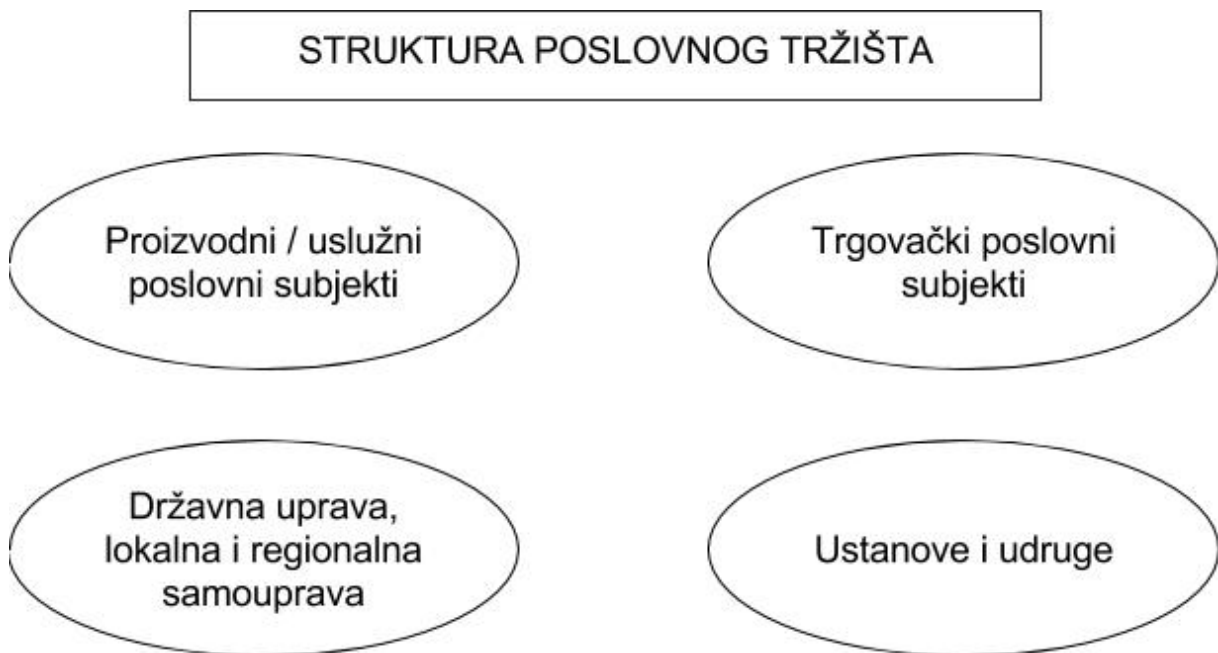 STRUKTURA POSLOVNOG TRŽIŠTA
Proizvodni / uslužni
poslovni subjekti
Trgovački poslovni
subjekti
Državna uprava,
lokalna i regionalna
samouprava
Ustanove i udruge